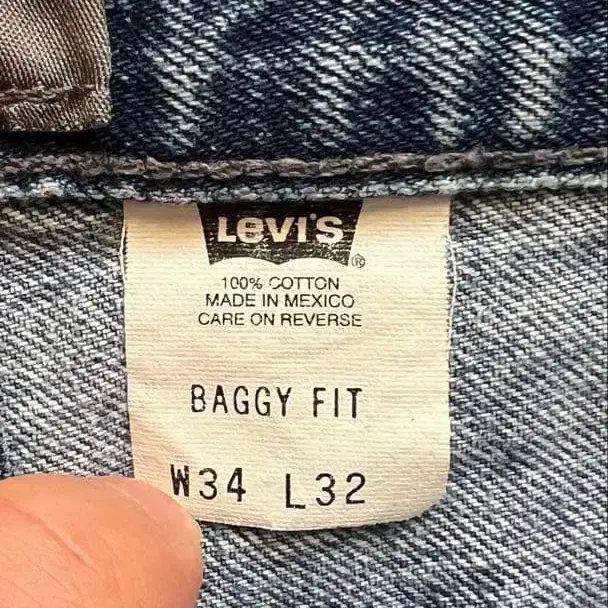 Levi's
®
100% COTTON
MADE IN MEXICO
CARE ON REVERSE
BAGGY FIT
W34 L32